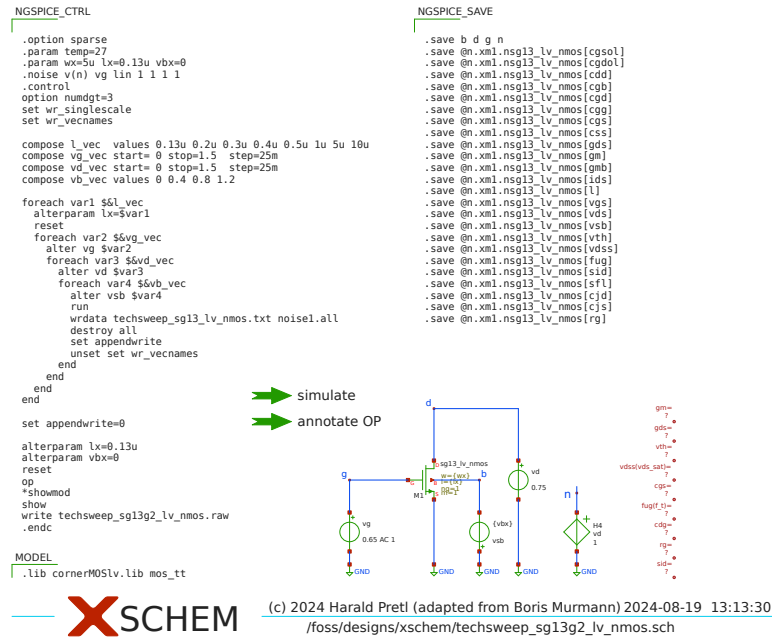 NGSPICE_CTRL
.option sparse
.param temp=27
.param wx=5u lx=0.13u vbx=0
.noise v(n) vg lin 1 1 1 1
.control
option numdgt=3
set wr_singlescale
set wr_vecnames
compose l_vec  values 0.13u 0.2u 0.3u 0.4u 0.5u 1u 5u 10u
compose vg_vec start= 0 stop=1.5  step=25m
compose vd_vec start= 0 stop=1.5  step=25m
compose vb_vec values 0 0.4 0.8 1.2
foreach var1 $&l_vec
alterparam lx=$var1
reset
foreach var2 $&vg_vec
alter vg $var2
foreach var3 $&vd_vec
alter vd $var3
foreach var4 $&vb_vec
alter vsb $var4
run
wrdata techsweep_sg13_lv_nmos.txt noise1.all
destroy all
set appendwrite
unset set wr_vecnames
end
end
end
end
set appendwrite=0
alterparam lx=0.13u
alterparam vbx=0
reset
op
*showmod
show
write techsweep_sg13g2_lv_nmos.raw
.endc
MODEL
.lib cornerMOSlv.lib mos_tt
NGSPICE_SAVE
.save b d g n
.save @n.xm1.nsg13_lv_nmos[cgsol]
.save @n.xm1.nsg13_lv_nmos[cgdol]
.save @n.xm1.nsg13_lv_nmos[cdd]
.save @n.xm1.nsg13_lv_nmos[cgb]
.save @n.xm1.nsg13_lv_nmos[cgd]
.save @n.xm1.nsg13_lv_nmos[cgg]
.save @n.xm1.nsg13_lv_nmos[cgs]
.save @n.xm1.nsg13_lv_nmos[css]
.save @n.xm1.nsg13_lv_nmos[gds]
.save @n.xm1.nsg13_lv_nmos[gm]
.save @n.xm1.nsg13_lv_nmos[gmb]
.save @n.xm1.nsg13_lv_nmos[ids]
.save @n.xm1.nsg13_lv_nmos[l]
.save @n.xm1.nsg13_lv_nmos[vgs]
.save @n.xm1.nsg13_lv_nmos[vds]
.save @n.xm1.nsg13_lv_nmos[vsb]
.save @n.xm1.nsg13_lv_nmos[vth]
.save @n.xm1.nsg13_lv_nmos[vdss]
.save @n.xm1.nsg13_lv_nmos[fug]
.save @n.xm1.nsg13_lv_nmos[sid]
.save @n.xm1.nsg13_lv_nmos[sfl]
.save @n.xm1.nsg13_lv_nmos[cjd]
.save @n.xm1.nsg13_lv_nmos[cjs]
.save @n.xm1.nsg13_lv_nmos[rg]
simulate
annotate OP
d
g
sg13_lv_nmos
w={wx}
l={lx}
ng=1
m=1
M1
b
vd
0.75
n
vg
0.65 AC 1
{vbx}
vsb
H4
vd
1
GND
GND
GND
GND
GND
gm=
?
gds=
?
vth=
?
vdss(vds_sat)=
?
cgs=
?
fug(f_t)=
?
cdg=
?
rg=
?
sid=
?
XSCHEM
(c) 2024 Harald Pretl (adapted from Boris Murmann) 2024-08-19  13:13:30
/foss/designs/xschem/techsweep_sg13g2_lv_nmos.sch